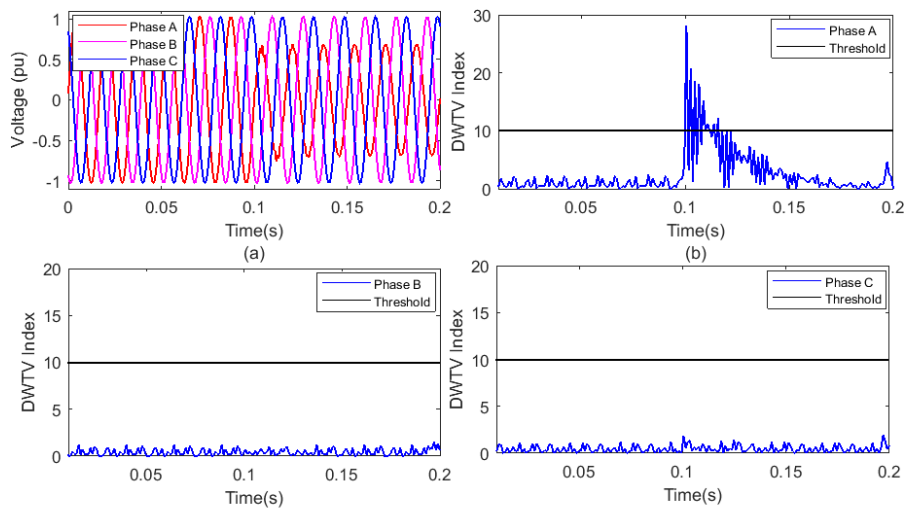 1
0.5
0
-0.5
-1
Voltage (pu)
Phase A
Phase B
Phase C
0
0.05
0.1
0.15
0.2
Time(s)
(a)
30
20
10
0
DWTV Index
Phase A
Threshold
0.05
0.1
0.15
0.2
Time(s)
(b)
20
15
10
5
0
DWTV Index
Phase B
Threshold
0.05
0.1
0.15
0.2
Time(s)
20
15
10
5
0
DWTV Index
Phase C
Threshold
0.05
0.1
0.15
0.2
Time(s)